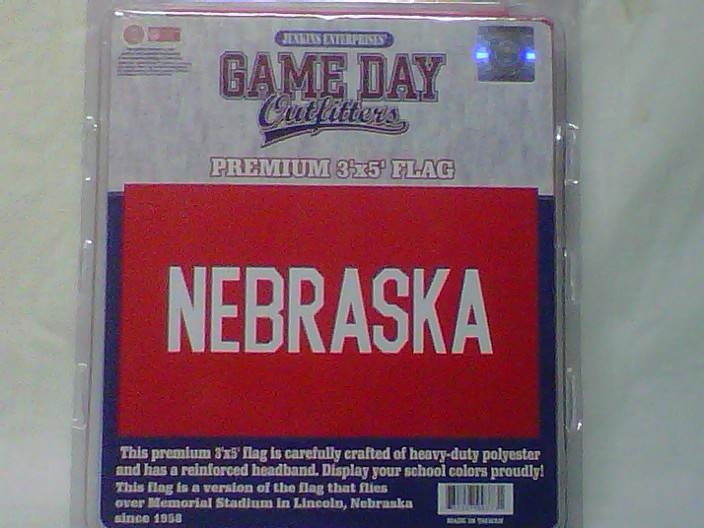 JENKINS ENTERPRISES'
GAME DAY
Outfitters
PREMIUM 3'x5' FLAG
NEBRASKA
This premium 3'x5' flag is carefully crafted of heavy-duty polyester
and has a reinforced headband. Display your school colors proudly!
This flag is a version of the flag that flies
over Memorial Stadium in Lincoln, Nebraska
since 1958
MADE IN